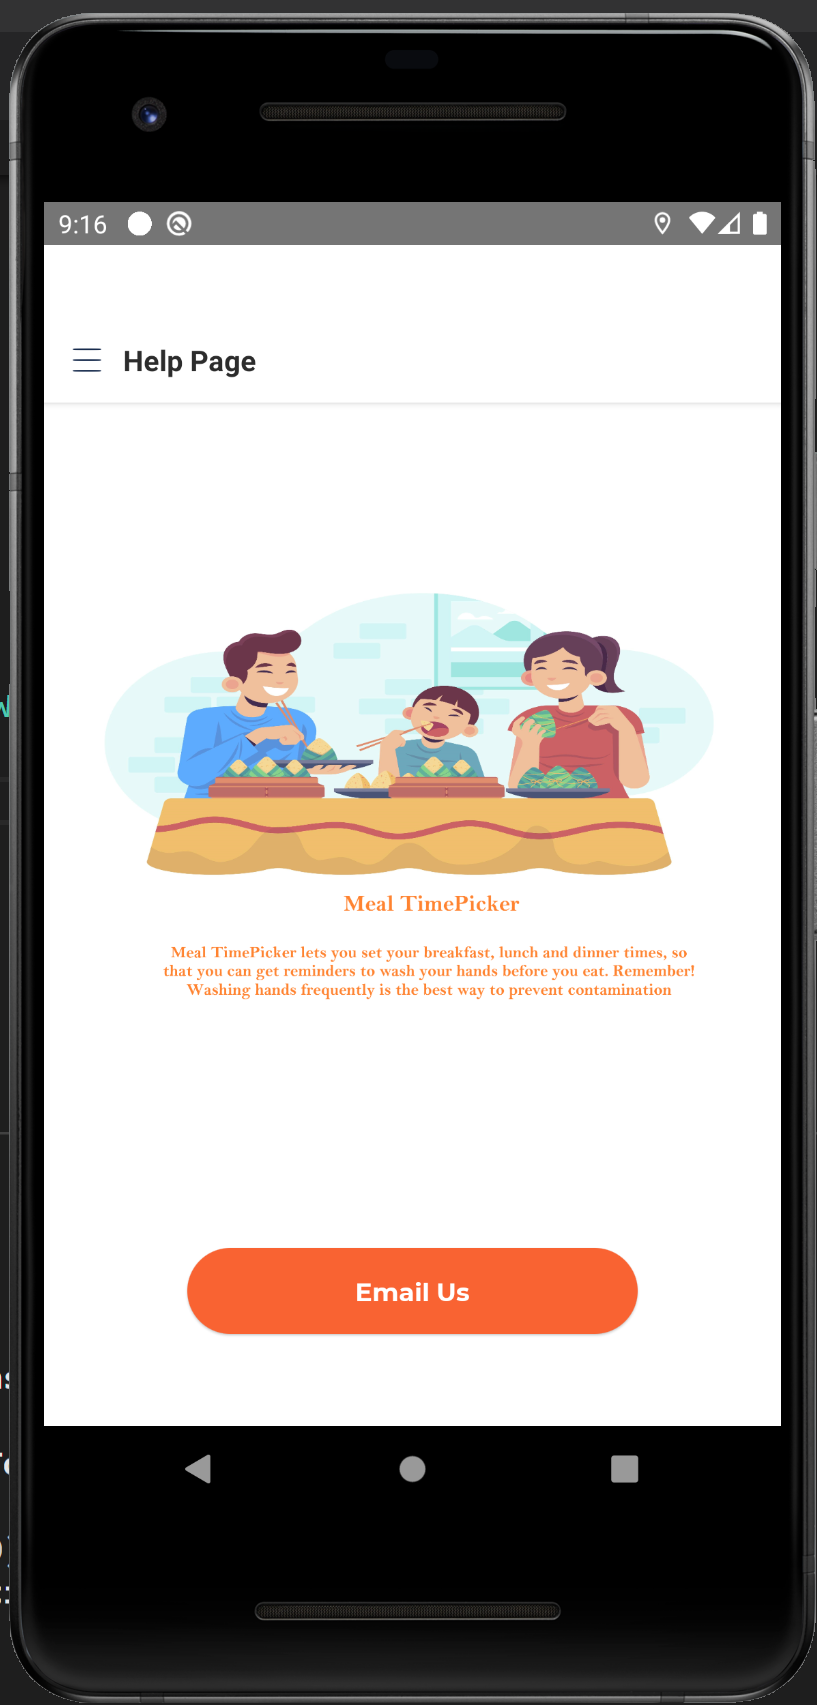 9:16
Help Page
Meal TimePicker
Meal TimePicker lets you set your breakfast, lunch and dinner times, so
that you can get reminders to wash your hands before you eat. Remember!
Washing hands frequently is the best way to prevent contamination
Email Us